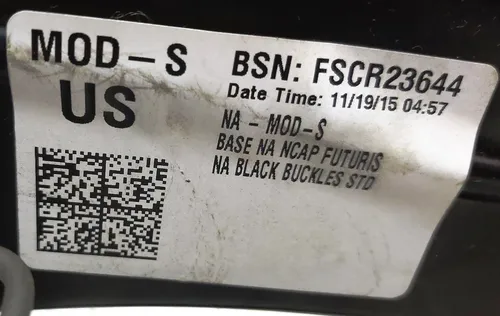 MOD-S BSN: FSCR23644
US Date Time: 11/19/15 04:57
NA - MOD-S
BASE NA NCAP FUTURIS
NA BLACK BUCKLES STD